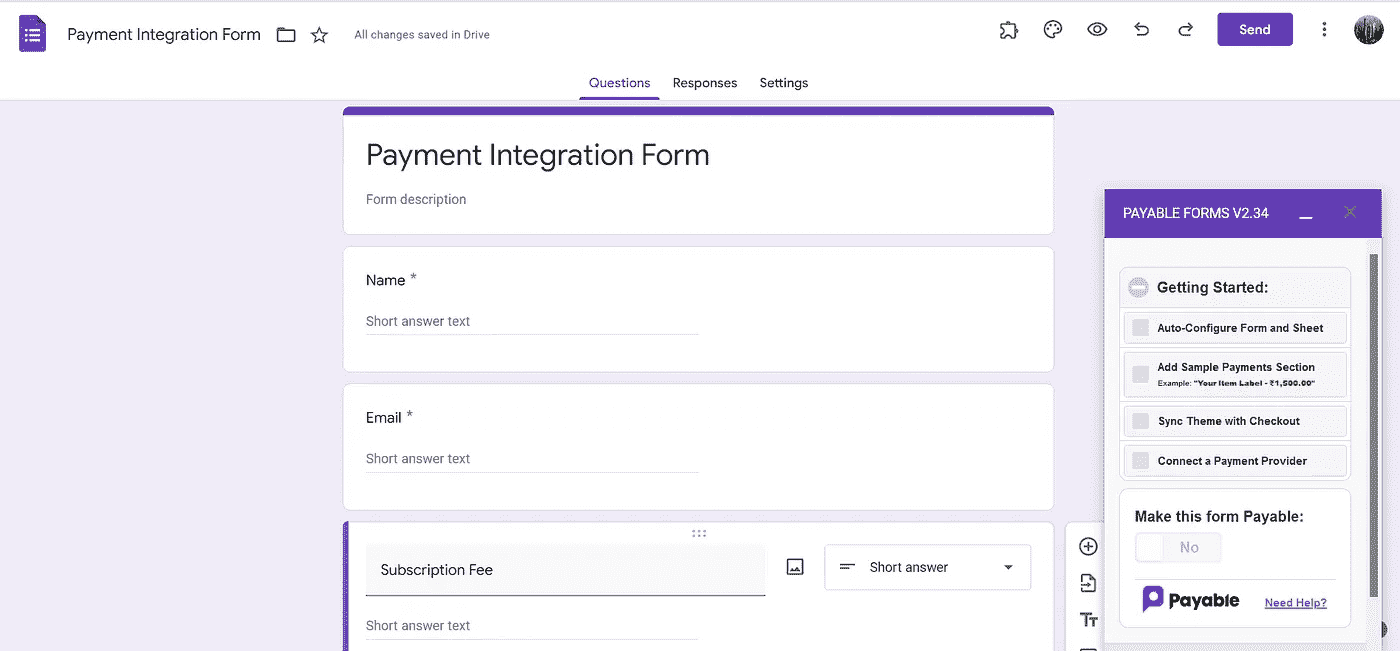 Payment Integration Form
All changes saved in Drive
Send
Questions Responses Settings
Payment Integration Form
Form description
Name *
Short answer text
Email *
Short answer text
Subscription Fee
Short answer
Short answer text
Tт
PAYABLE FORMS V2.34
Getting Started:
Auto-Configure Form and Sheet
Add Sample Payments Section
Example: "Your Item Label - ₹1,500.00"
Sync Theme with Checkout
Connect a Payment Provider
Make this form Payable:
No
Payable
Need Help?